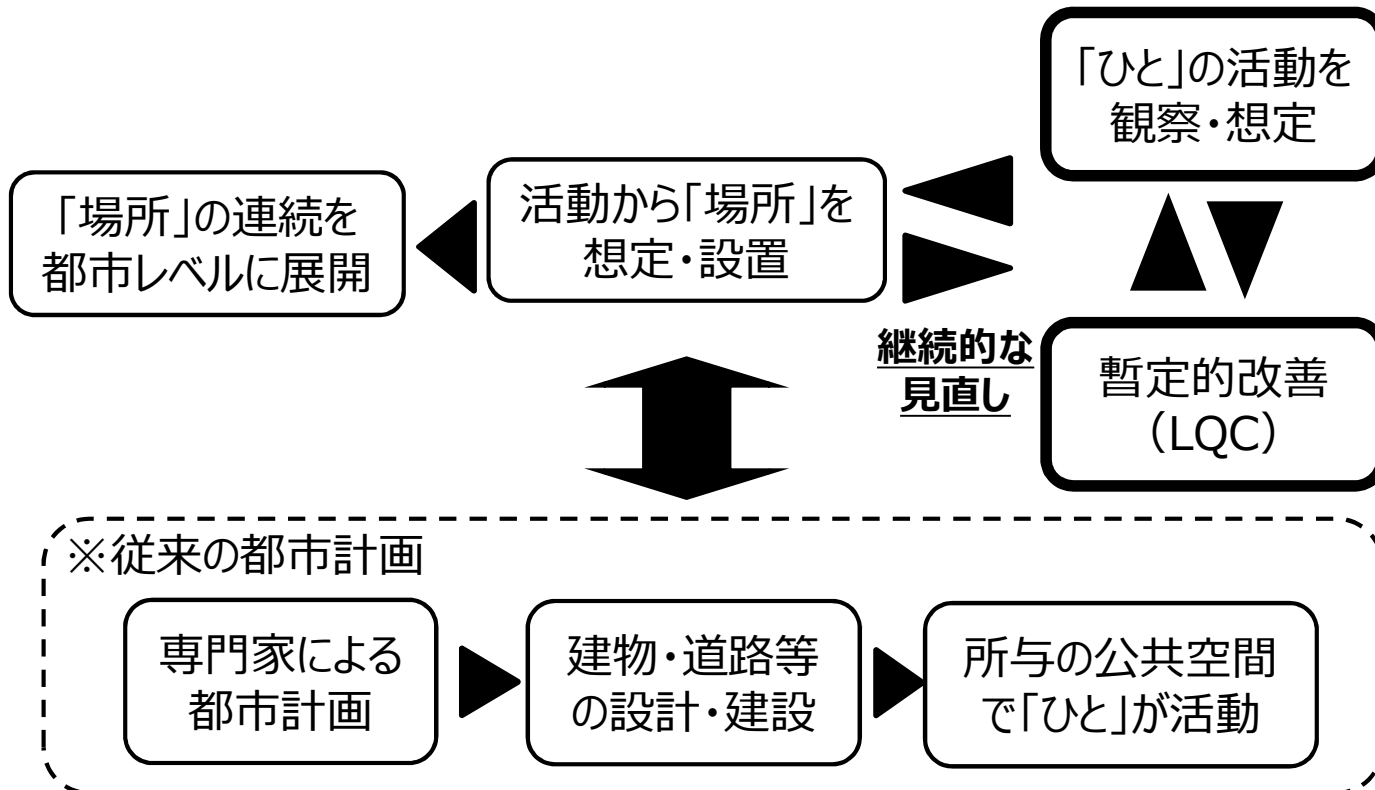 「ひと」の活動を
観察・想定
「場所」の連続を
都市レベルに展開
活動から「場所」を
想定・設置
継続的な
見直し
暫定的改善
（LQC）
※従来の都市計画
専門家による
都市計画
建物・道路等
の設計・建設
所与の公共空間
で「ひと」が活動